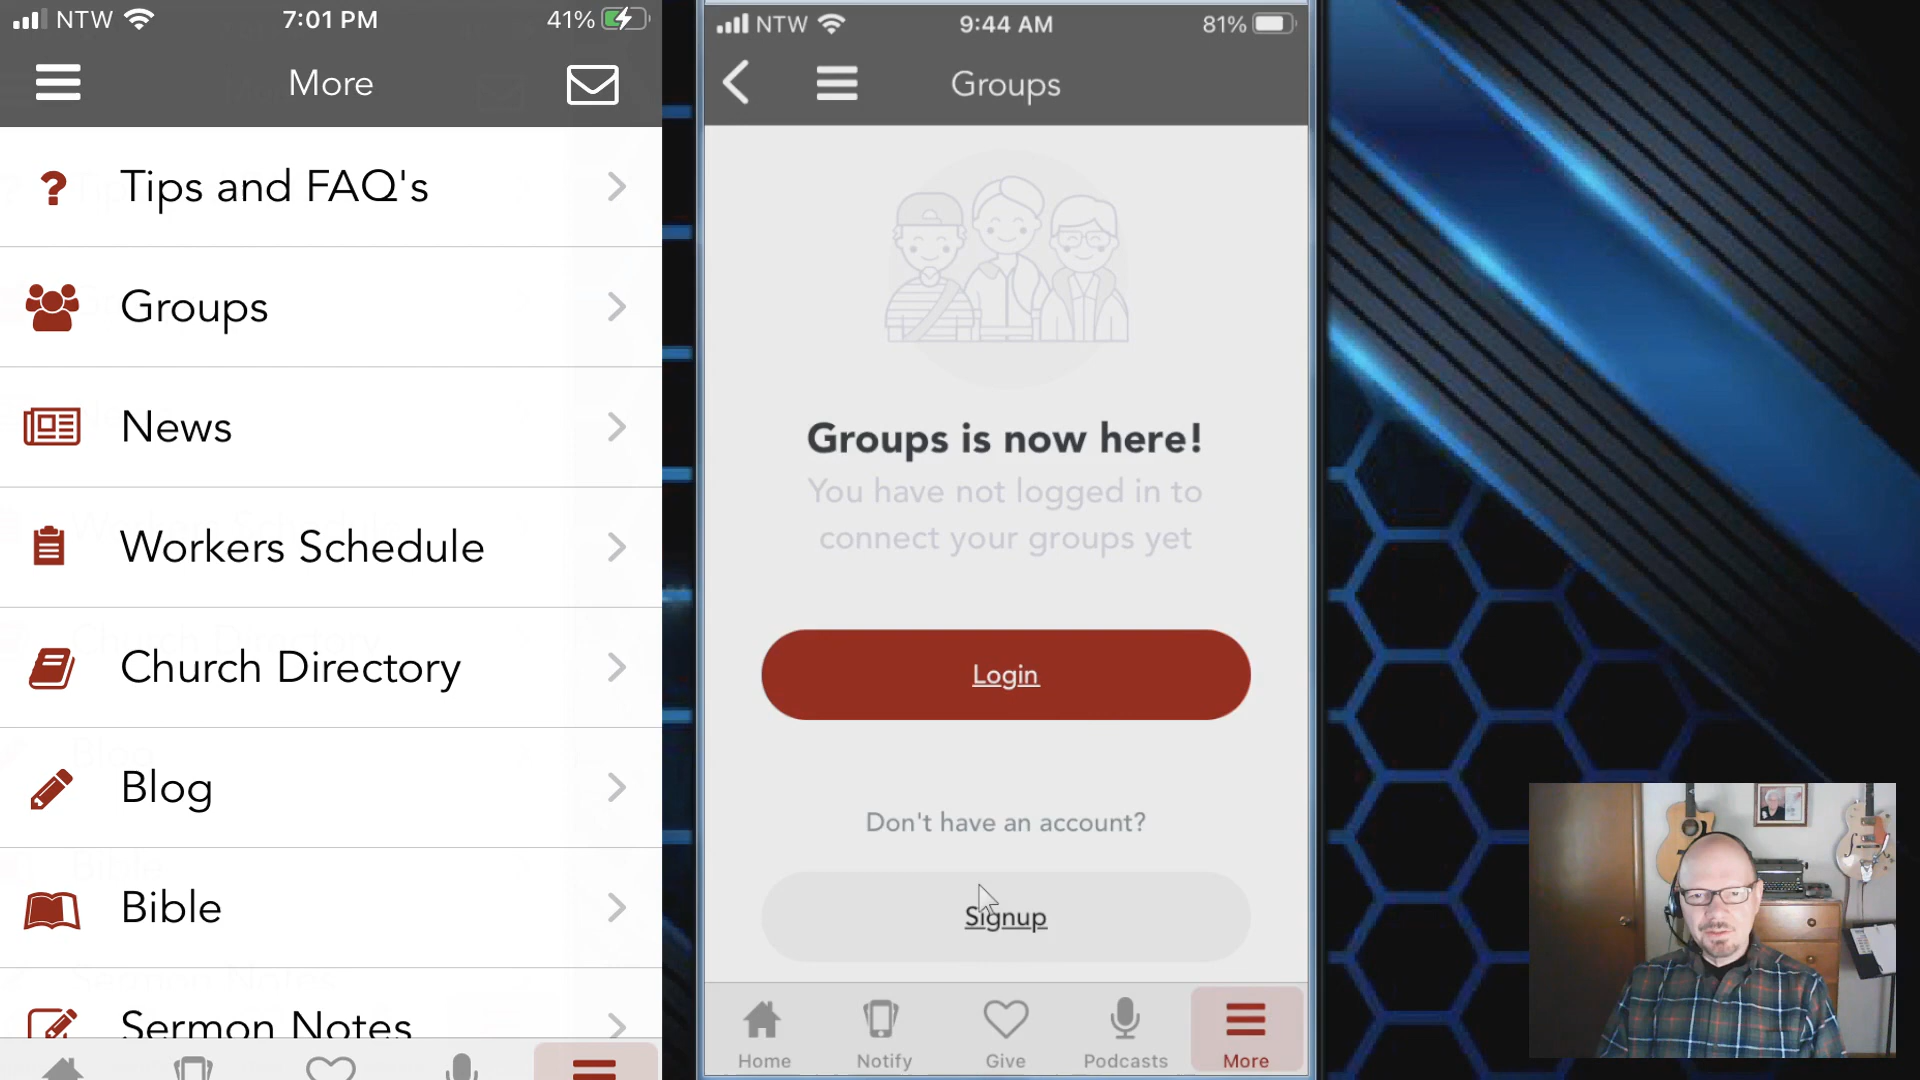 NTW
7:01 PM
41%
More
Tips and FAQ's
Groups
News
Workers Schedule
Church Directory
Blog
Bible
Sermon Notes
NTW
9:44 AM
81%
Groups
Groups is now here!
You have not logged in to
connect your groups yet
Login
Don't have an account?
Signup
Home
Notify
Give
Podcasts
More